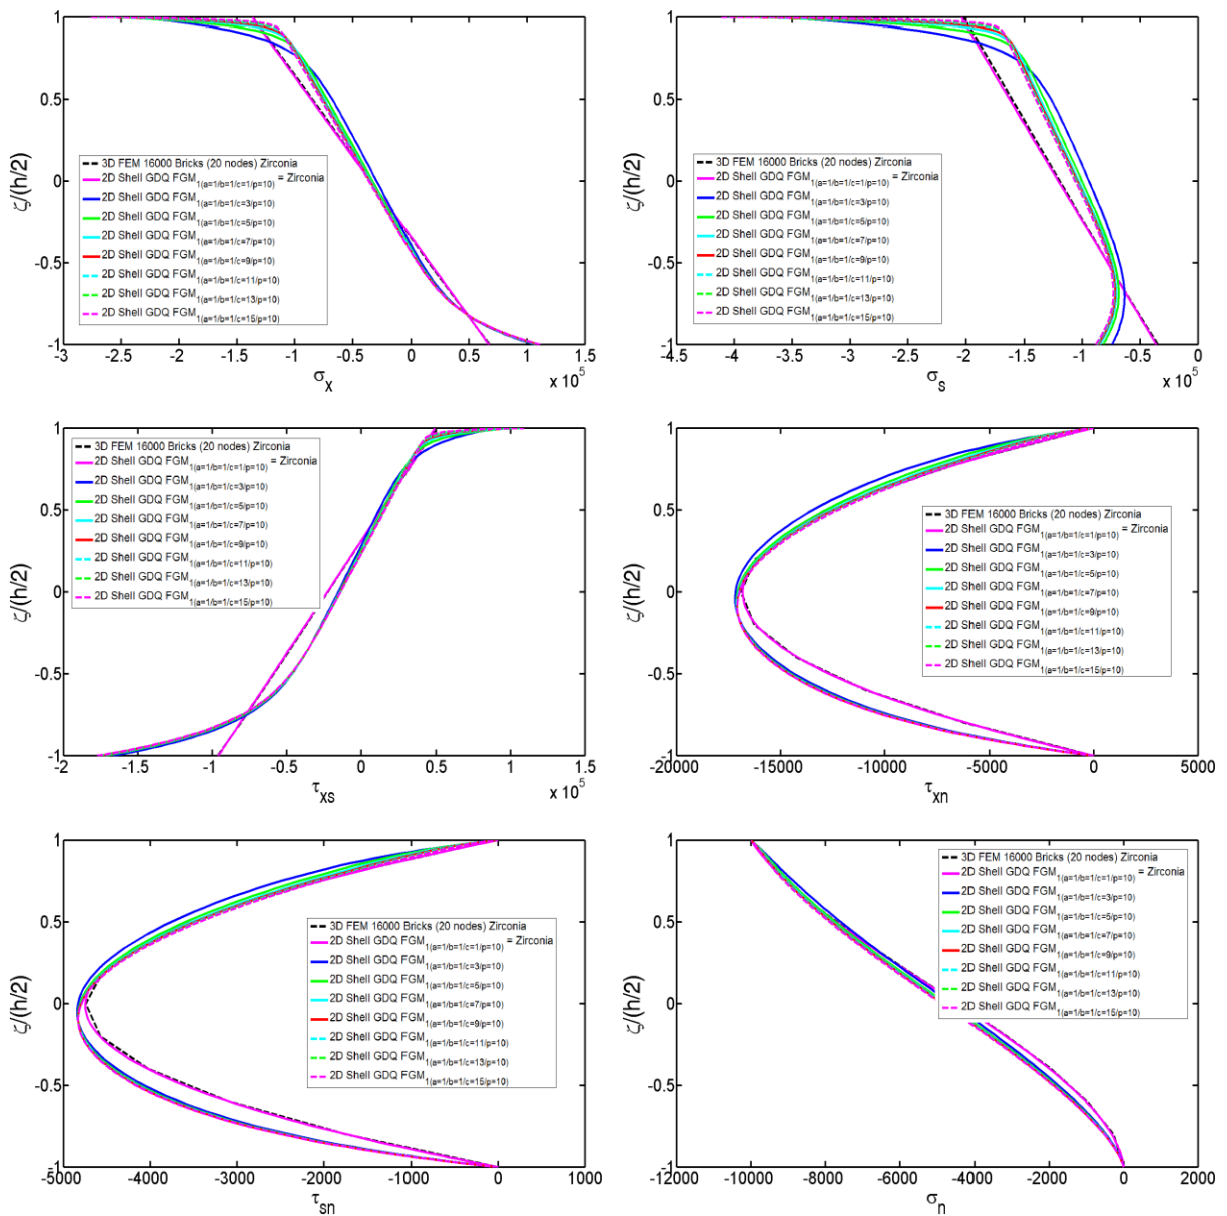 1
0.5
0
-0.5
-1
ζ/(h/2)
3D FEM 16000 Bricks (20 nodes) Zirconia
2D Shell GDQ FGM1(a=1/b=1/c=1/p=10) = Zirconia
2D Shell GDQ FGM1(a=1/b=1/c=3/p=10)
2D Shell GDQ FGM1(a=1/b=1/c=5/p=10)
2D Shell GDQ FGM1(a=1/b=1/c=7/p=10)
2D Shell GDQ FGM1(a=1/b=1/c=9/p=10)
2D Shell GDQ FGM1(a=1/b=1/c=11/p=10)
2D Shell GDQ FGM1(a=1/b=1/c=13/p=10)
2D Shell GDQ FGM1(a=1/b=1/c=15/p=10)
-3 -2.5 -2 -1.5 -1 -0.5 0 0.5 1 1.5
σx
x 10^5
1
0.5
0
-0.5
-1
ζ/(h/2)
3D FEM 16000 Bricks (20 nodes) Zirconia
2D Shell GDQ FGM1(a=1/b=1/c=1/p=10) = Zirconia
2D Shell GDQ FGM1(a=1/b=1/c=3/p=10)
2D Shell GDQ FGM1(a=1/b=1/c=5/p=10)
2D Shell GDQ FGM1(a=1/b=1/c=7/p=10)
2D Shell GDQ FGM1(a=1/b=1/c=9/p=10)
2D Shell GDQ FGM1(a=1/b=1/c=11/p=10)
2D Shell GDQ FGM1(a=1/b=1/c=13/p=10)
2D Shell GDQ FGM1(a=1/b=1/c=15/p=10)
-4.5 -4 -3.5 -3 -2.5 -2 -1.5 -1 -0.5 0
σs
x 10^5
1
0.5
0
-0.5
-1
ζ/(h/2)
3D FEM 16000 Bricks (20 nodes) Zirconia
2D Shell GDQ FGM1(a=1/b=1/c=1/p=10) = Zirconia
2D Shell GDQ FGM1(a=1/b=1/c=3/p=10)
2D Shell GDQ FGM1(a=1/b=1/c=5/p=10)
2D Shell GDQ FGM1(a=1/b=1/c=7/p=10)
2D Shell GDQ FGM1(a=1/b=1/c=9/p=10)
2D Shell GDQ FGM1(a=1/b=1/c=11/p=10)
2D Shell GDQ FGM1(a=1/b=1/c=13/p=10)
2D Shell GDQ FGM1(a=1/b=1/c=15/p=10)
-2 -1.5 -1 -0.5 0 0.5 1 1.5
τxs
x 10^5
1
0.5
0
-0.5
-1
ζ/(h/2)
3D FEM 16000 Bricks (20 nodes) Zirconia
2D Shell GDQ FGM1(a=1/b=1/c=1/p=10) = Zirconia
2D Shell GDQ FGM1(a=1/b=1/c=3/p=10)
2D Shell GDQ FGM1(a=1/b=1/c=5/p=10)
2D Shell GDQ FGM1(a=1/b=1/c=7/p=10)
2D Shell GDQ FGM1(a=1/b=1/c=9/p=10)
2D Shell GDQ FGM1(a=1/b=1/c=11/p=10)
2D Shell GDQ FGM1(a=1/b=1/c=13/p=10)
2D Shell GDQ FGM1(a=1/b=1/c=15/p=10)
-20000 -15000 -10000 -5000 0 5000
τxn
1
0.5
0
-0.5
-1
ζ/(h/2)
3D FEM 16000 Bricks (20 nodes) Zirconia
2D Shell GDQ FGM1(a=1/b=1/c=1/p=10) = Zirconia
2D Shell GDQ FGM1(a=1/b=1/c=3/p=10)
2D Shell GDQ FGM1(a=1/b=1/c=5/p=10)
2D Shell GDQ FGM1(a=1/b=1/c=7/p=10)
2D Shell GDQ FGM1(a=1/b=1/c=9/p=10)
2D Shell GDQ FGM1(a=1/b=1/c=11/p=10)
2D Shell GDQ FGM1(a=1/b=1/c=13/p=10)
2D Shell GDQ FGM1(a=1/b=1/c=15/p=10)
-5000 -4000 -3000 -2000 -1000 0 1000
τsn
1
0.5
0
-0.5
-1
ζ/(h/2)
3D FEM 16000 Bricks (20 nodes) Zirconia
2D Shell GDQ FGM1(a=1/b=1/c=1/p=10) = Zirconia
2D Shell GDQ FGM1(a=1/b=1/c=3/p=10)
2D Shell GDQ FGM1(a=1/b=1/c=5/p=10)
2D Shell GDQ FGM1(a=1/b=1/c=7/p=10)
2D Shell GDQ FGM1(a=1/b=1/c=9/p=10)
2D Shell GDQ FGM1(a=1/b=1/c=11/p=10)
2D Shell GDQ FGM1(a=1/b=1/c=13/p=10)
2D Shell GDQ FGM1(a=1/b=1/c=15/p=10)
-12000 -10000 -8000 -6000 -4000 -2000 0 2000
σn